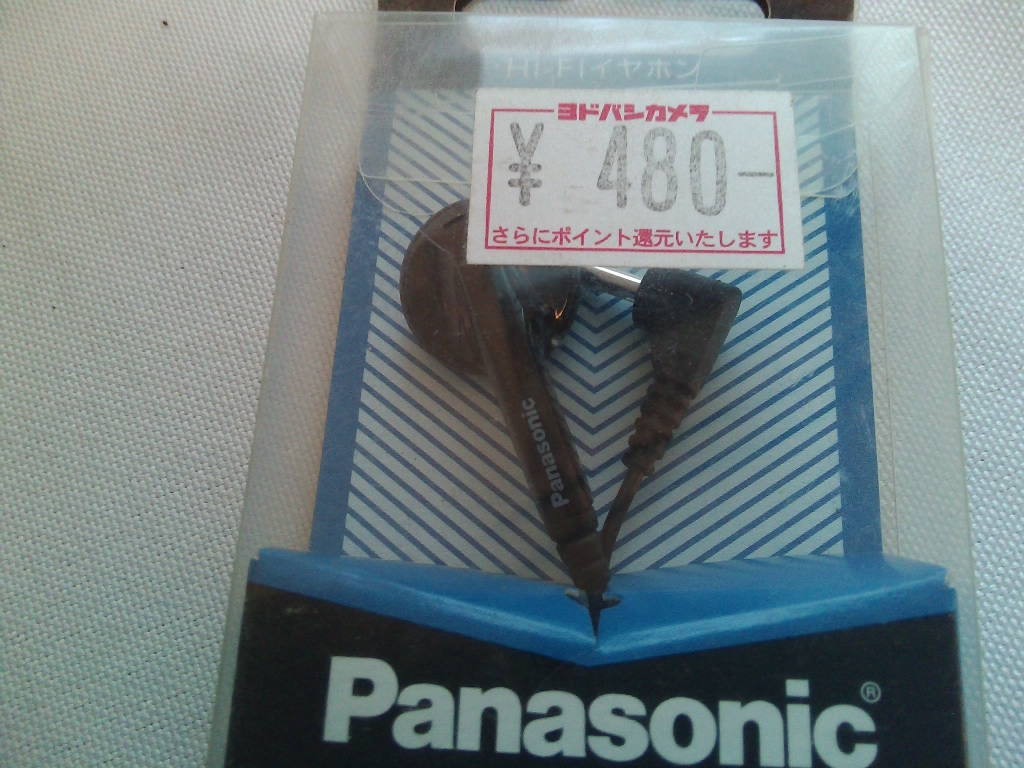 HI-FIイヤホン
ヨドバシカメラ
¥ 480-
さらにポイント還元いたします
Panasonic
Panasonic®